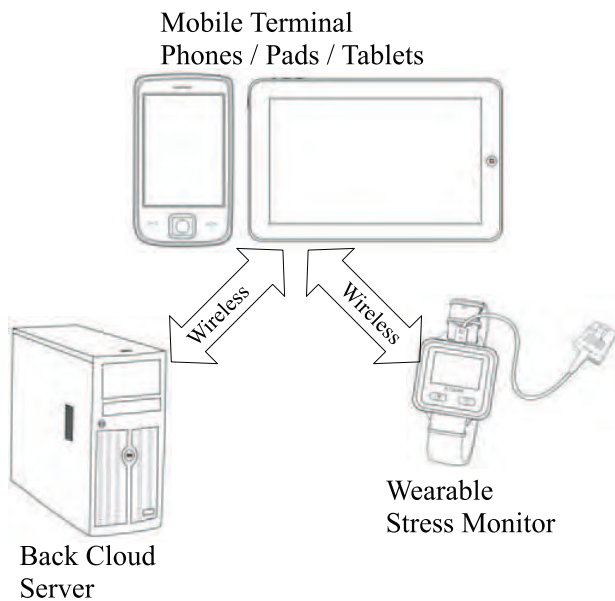 Mobile Terminal
Phones / Pads / Tablets
Wireless
Wireless
Wearable
Stress Monitor
Back Cloud
Server